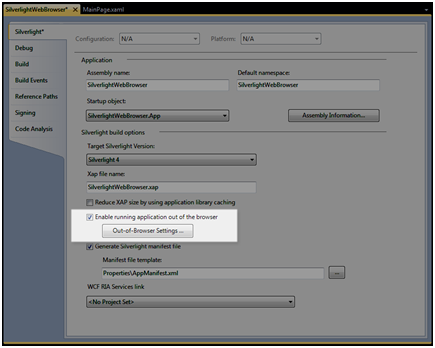 SilverlightWebBrowser* × MainPage.xaml
Silverlight*
Debug
Build
Build Events
Reference Paths
Signing
Code Analysis
Configuration: N/A Platform: N/A
Application
Assembly name: Default namespace:
SilverlightWebBrowser SilverlightWebBrowser
Startup object:
SilverlightWebBrowser.App Assembly Information...
Silverlight build options
Target Silverlight Version:
Silverlight 4
Xap file name:
SilverlightWebBrowser.xap
Reduce XAP size by using application library caching
Enable running application out of the browser
Out-of-Browser Settings ...
Generate Silverlight manifest file
Manifest file template:
Properties\AppManifest.xml ...
WCF RIA Services link
<No Project Set>